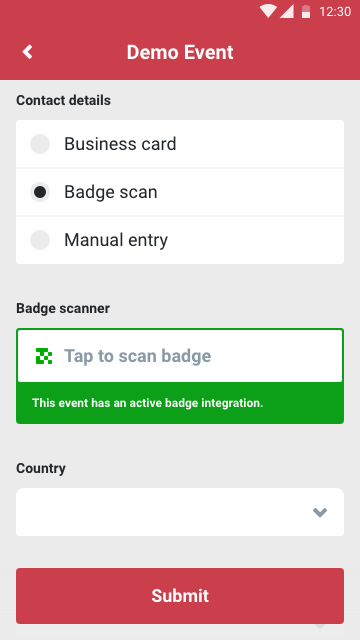 12:30
Demo Event
Contact details
Business card
Badge scan
Manual entry
Badge scanner
Tap to scan badge
This event has an active badge integration.
Country
Submit